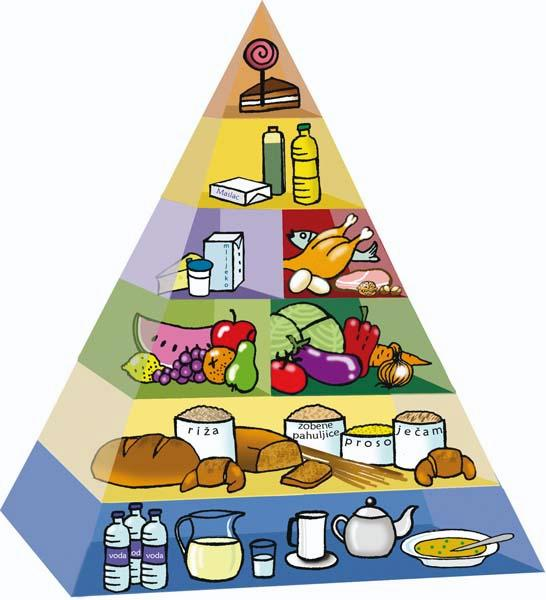 Maslac
mlijeko
riža
zobene
pahuljice
proso
ječam
voda
voda
voda